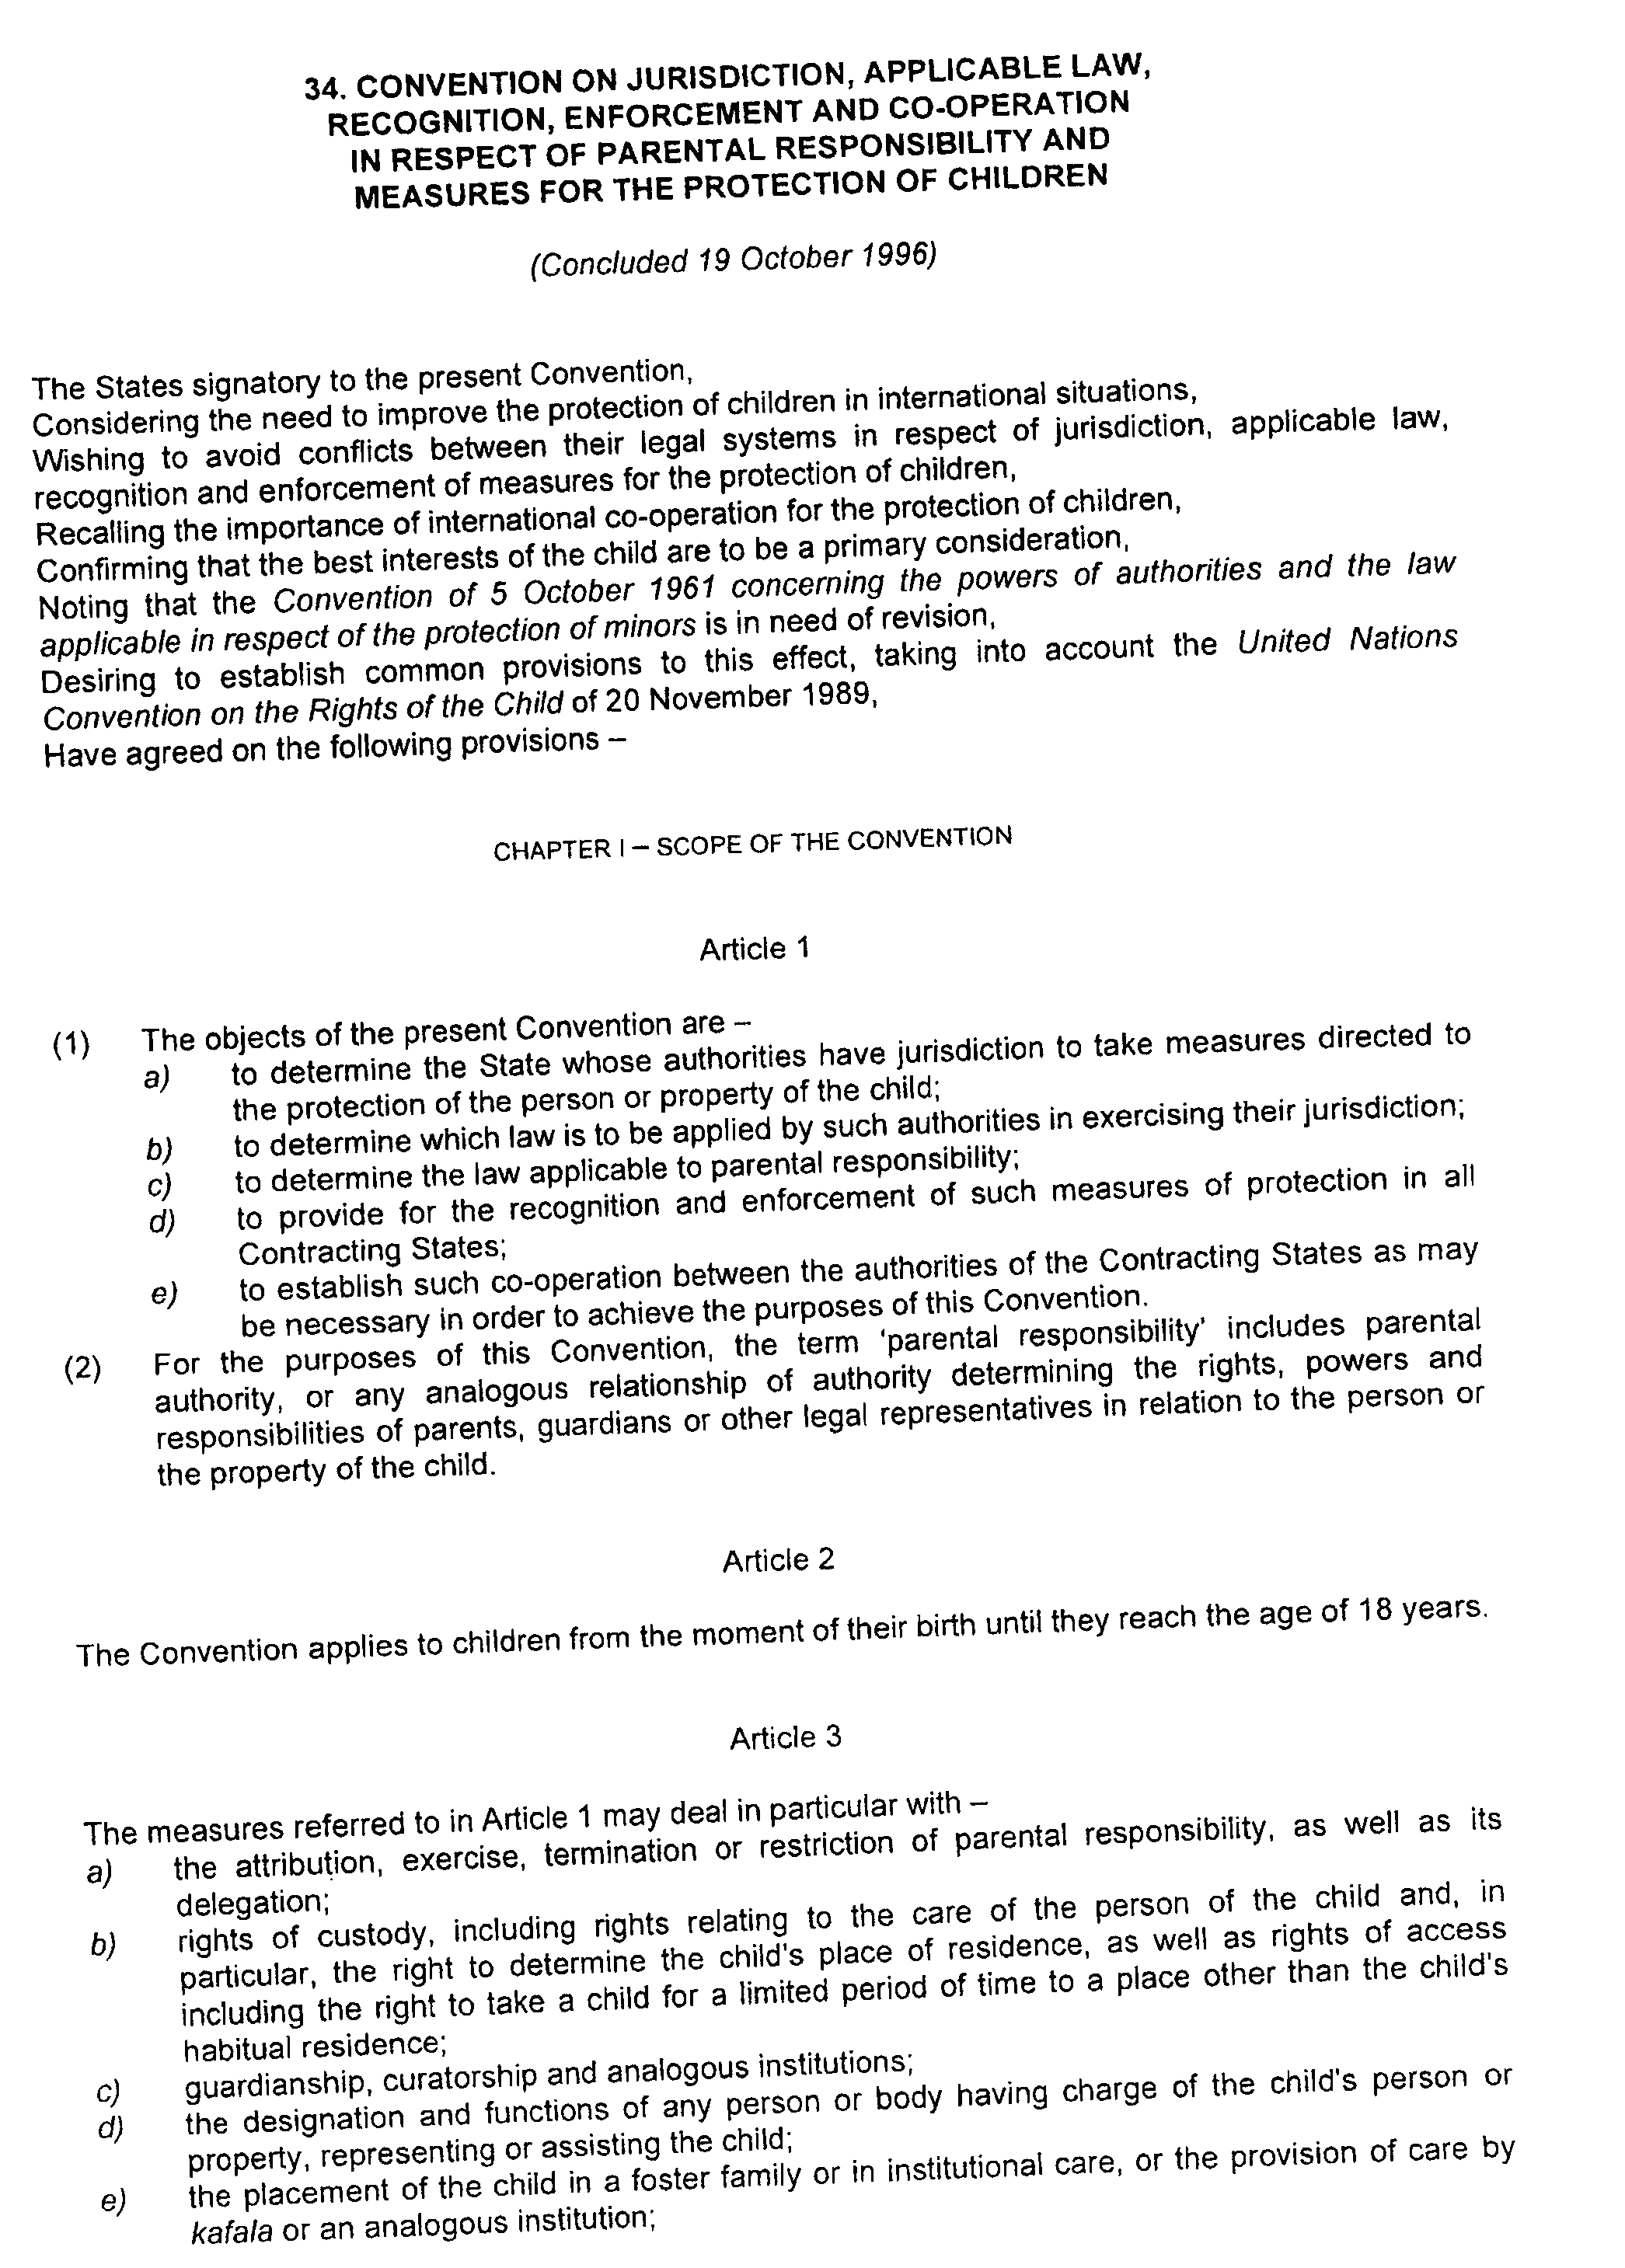 34. CONVENTION ON JURISDICTION, APPLICABLE LAW,
RECOGNITION, ENFORCEMENT AND CO-OPERATION
IN RESPECT OF PARENTAL RESPONSIBILITY AND
MEASURES FOR THE PROTECTION OF CHILDREN
(Concluded 19 October 1996)
The States signatory to the present Convention,
Considering the need to improve the protection of children in international situations,
Wishing to avoid conflicts between their legal systems in respect of jurisdiction, applicable law,
recognition and enforcement of measures for the protection of children,
Recalling the importance of international co-operation for the protection of children,
Confirming that the best interests of the child are to be a primary consideration,
Noting that the Convention of 5 October 1961 concerning the powers of authorities and the law
applicable in respect of the protection of minors is in need of revision,
Desiring to establish common provisions to this effect, taking into account the United Nations
Convention on the Rights of the Child of 20 November 1989,
Have agreed on the following provisions –
CHAPTER I – SCOPE OF THE CONVENTION
Article 1
(1) The objects of the present Convention are –
a) to determine the State whose authorities have jurisdiction to take measures directed to
the protection of the person or property of the child;
b) to determine which law is to be applied by such authorities in exercising their jurisdiction;
c) to determine the law applicable to parental responsibility;
d) to provide for the recognition and enforcement of such measures of protection in all
Contracting States;
e) to establish such co-operation between the authorities of the Contracting States as may
be necessary in order to achieve the purposes of this Convention.
(2) For the purposes of this Convention, the term ‘parental responsibility’ includes parental
authority, or any analogous relationship of authority determining the rights, powers and
responsibilities of parents, guardians or other legal representatives in relation to the person or
the property of the child.
Article 2
The Convention applies to children from the moment of their birth until they reach the age of 18 years.
Article 3
The measures referred to in Article 1 may deal in particular with –
a) the attribution, exercise, termination or restriction of parental responsibility, as well as its
delegation;
b) rights of custody, including rights relating to the care of the person of the child and, in
particular, the right to determine the child's place of residence, as well as rights of access
including the right to take a child for a limited period of time to a place other than the child's
habitual residence;
c) guardianship, curatorship and analogous institutions;
d) the designation and functions of any person or body having charge of the child's person or
property, representing or assisting the child;
e) the placement of the child in a foster family or in institutional care, or the provision of care by
kafala or an analogous institution;